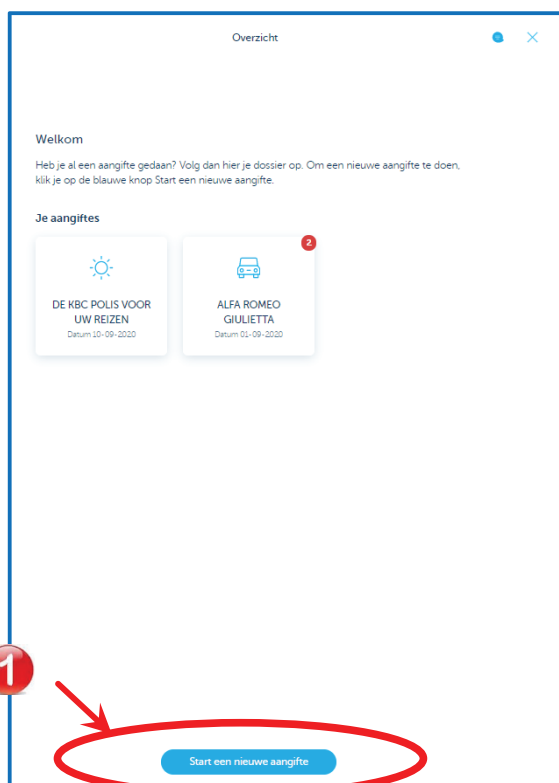 Overzicht
Welkom
Heb je al een aangifte gedaan? Volg dan hier je dossier op. Om een nieuwe aangifte te doen,
klik je op de blauwe knop Start een nieuwe aangifte.
Je aangiftes
DE KBC POLIS VOOR
UW REIZEN
Datum 10-09-2020
2
ALFA ROMEO
GIULIETTA
Datum 01-09-2020
1
Start een nieuwe aangifte